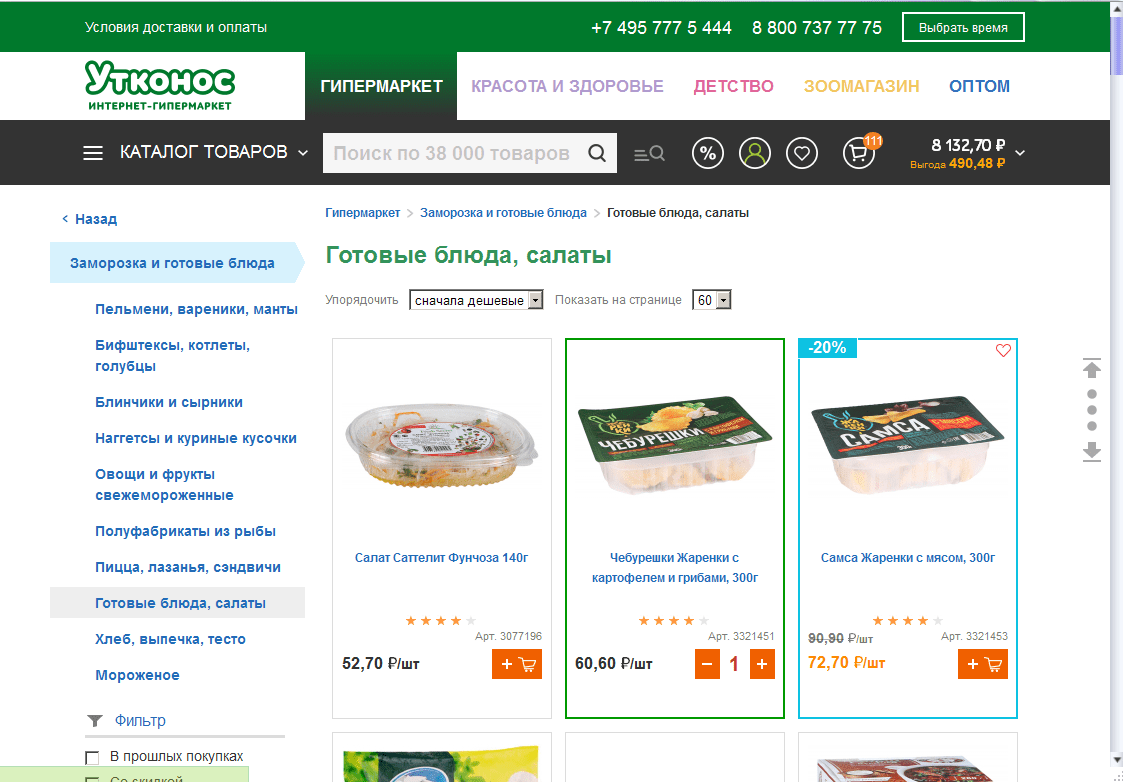 Условия доставки и оплаты
+7 495 777 5 444
8 800 737 77 75
Выбрать время
Утконос
ИНТЕРНЕТ-ГИПЕРМАРКЕТ
ГИПЕРМАРКЕТ
КРАСОТА И ЗДОРОВЬЕ
ДЕТСТВО
ЗООМАГАЗИН
ОПТОМ
КАТАЛОГ ТОВАРОВ
Поиск по 38 000 товаров
%
111
8 132,70 ₽
Выгода 490,48 ₽
< Назад
Заморозка и готовые блюда
Пельмени, вареники, манты
Бифштексы, котлеты,
голубцы
Блинчики и сырники
Наггетсы и куриные кусочки
Овощи и фрукты
свежемороженные
Полуфабрикаты из рыбы
Пицца, лазанья, сэндвичи
Готовые блюда, салаты
Хлеб, выпечка, тесто
Мороженое
Фильтр
В прошлых покупках
Со скидкой
Гипермаркет > Заморозка и готовые блюда > Готовые блюда, салаты
Готовые блюда, салаты
Упорядочить
сначала дешевые
Показать на странице
60
Салат Саттелит Фунчоза 140г
Арт. 3077196
52,70 ₽/шт
+
ЧЕБУРЕШКИ
Чебурешки Жаренки с
картофелем и грибами, 300г
Арт. 3321451
60,60 ₽/шт
− 1 +
-20%
САМСА
Самса Жаренки с мясом, 300г
Арт. 3321453
90,90 ₽/шт
72,70 ₽/шт
+